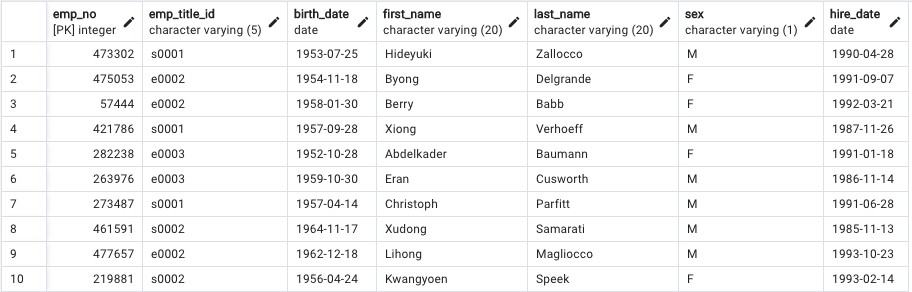 emp_no emp_title_id birth_date first_name last_name sex hire_date
[PK] integer character varying (5) date character varying (20) character varying (20) character varying (1) date
1 473302 s0001 1953-07-25 Hideyuki Zallocco M 1990-04-28
2 475053 e0002 1954-11-18 Byong Delgrande F 1991-09-07
3 57444 e0002 1958-01-30 Berry Babb F 1992-03-21
4 421786 s0001 1957-09-28 Xiong Verhoeff M 1987-11-26
5 282238 e0003 1952-10-28 Abdelkader Baumann F 1991-01-18
6 263976 e0003 1959-10-30 Eran Cusworth M 1986-11-14
7 273487 s0001 1957-04-14 Christoph Parfitt M 1991-06-28
8 461591 s0002 1964-11-17 Xudong Samarati M 1985-11-13
9 477657 e0002 1962-12-18 Lihong Magliocco M 1993-10-23
10 219881 s0002 1956-04-24 Kwangyoen Speek F 1993-02-14